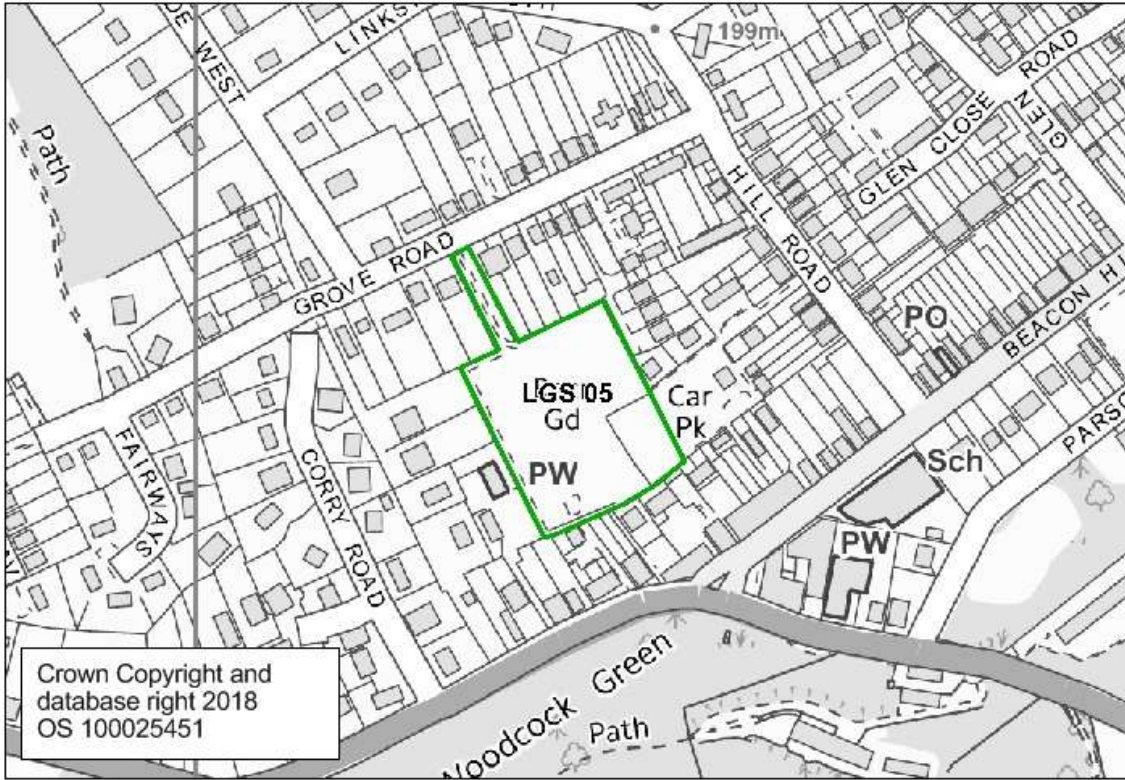 199m
LINKS
DE WEST
ROAD
Path
GLEN CLOSE
GLEN
GROVE ROAD
HILL ROAD
PO
BEACON HI
LGS 05
Gd
Car
Pk
PARSO
FAIRWAYS
CORRY ROAD
PW
Sch
PW
Woodcock Green
Path
Crown Copyright and
database right 2018
OS 100025451